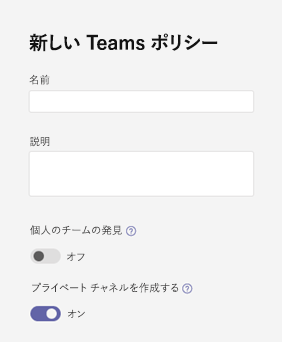 新しい Teams ポリシー
名前
説明
個人のチームの発見 ?
オフ
プライベート チャネルを作成する ?
オン